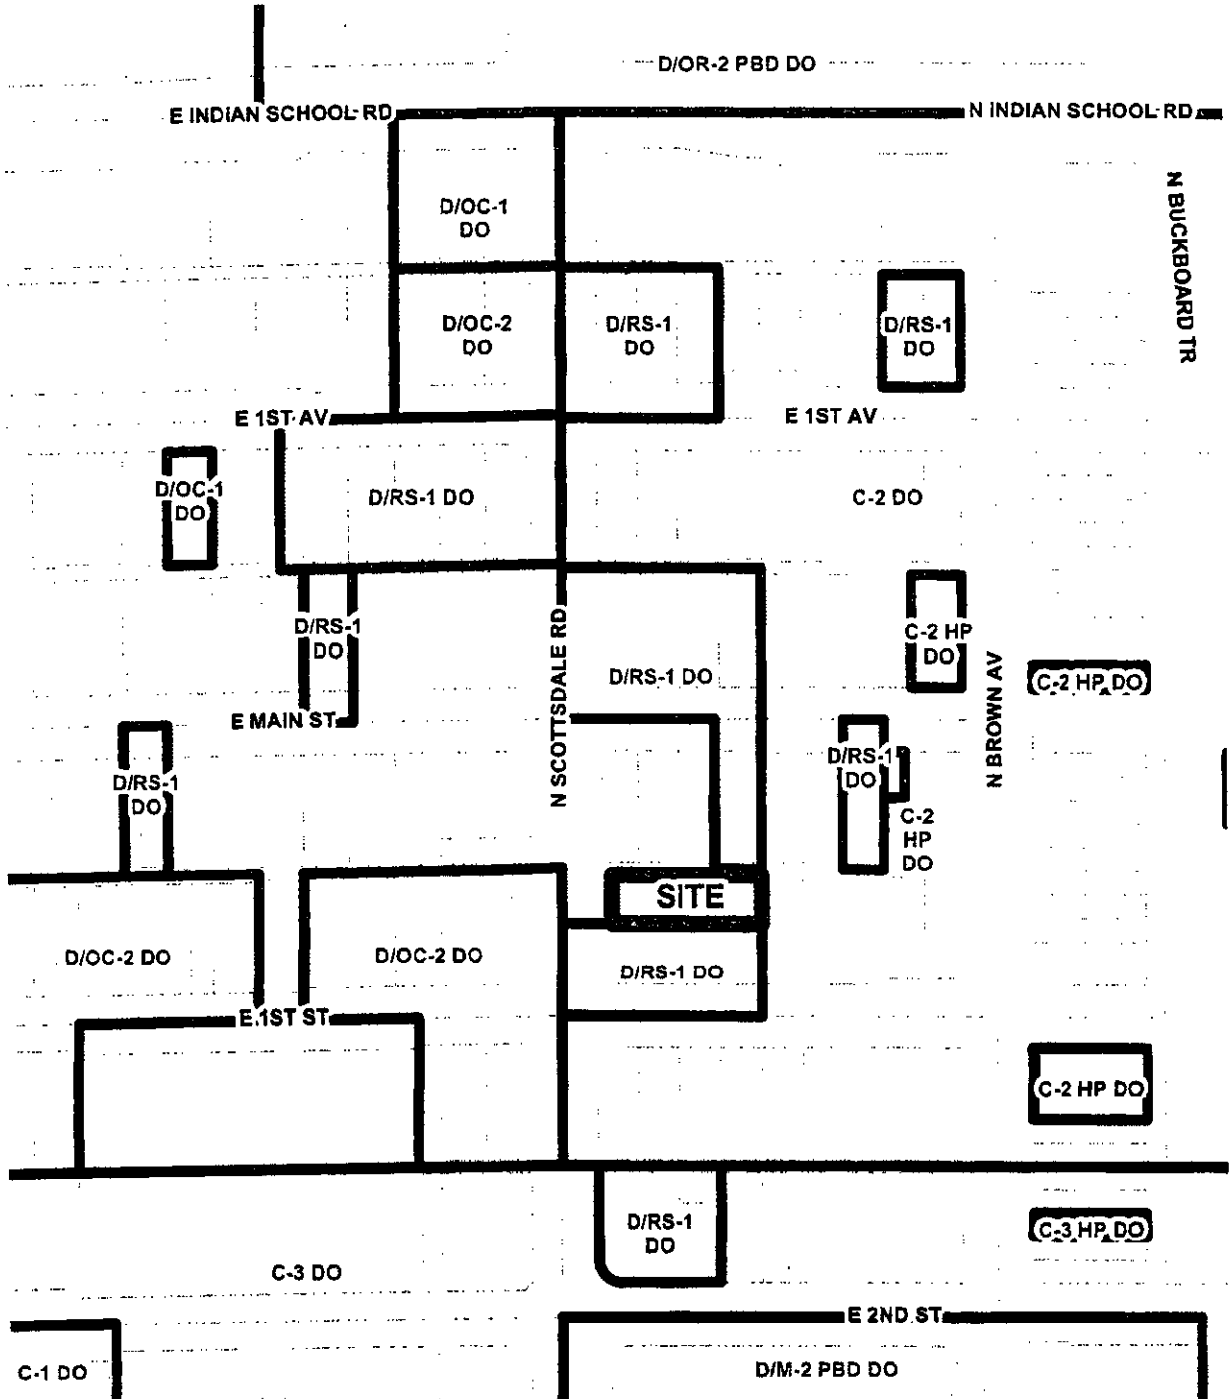 D/OR-2 PBD DO
E INDIAN SCHOOL RD
N INDIAN SCHOOL RD
N BUCKBOARD TR
D/OC-1
DO
D/OC-2
DO
D/RS-1
DO
D/RS-1
DO
E 1ST AV
E 1ST AV
D/OC-1
DO
D/RS-1 DO
C-2 DO
D/RS-1
DO
N SCOTTSDALE RD
D/RS-1 DO
C-2 HP
DO
N BROWN AV
C-2 HP DO
E MAIN ST
D/RS-1
DO
D/RS-1
DO
C-2
HP
DO
SITE
D/OC-2 DO
D/OC-2 DO
D/RS-1 DO
E 1ST ST
C-2 HP DO
D/RS-1
DO
C-3 HP DO
C-3 DO
E 2ND ST
C-1 DO
D/M-2 PBD DO